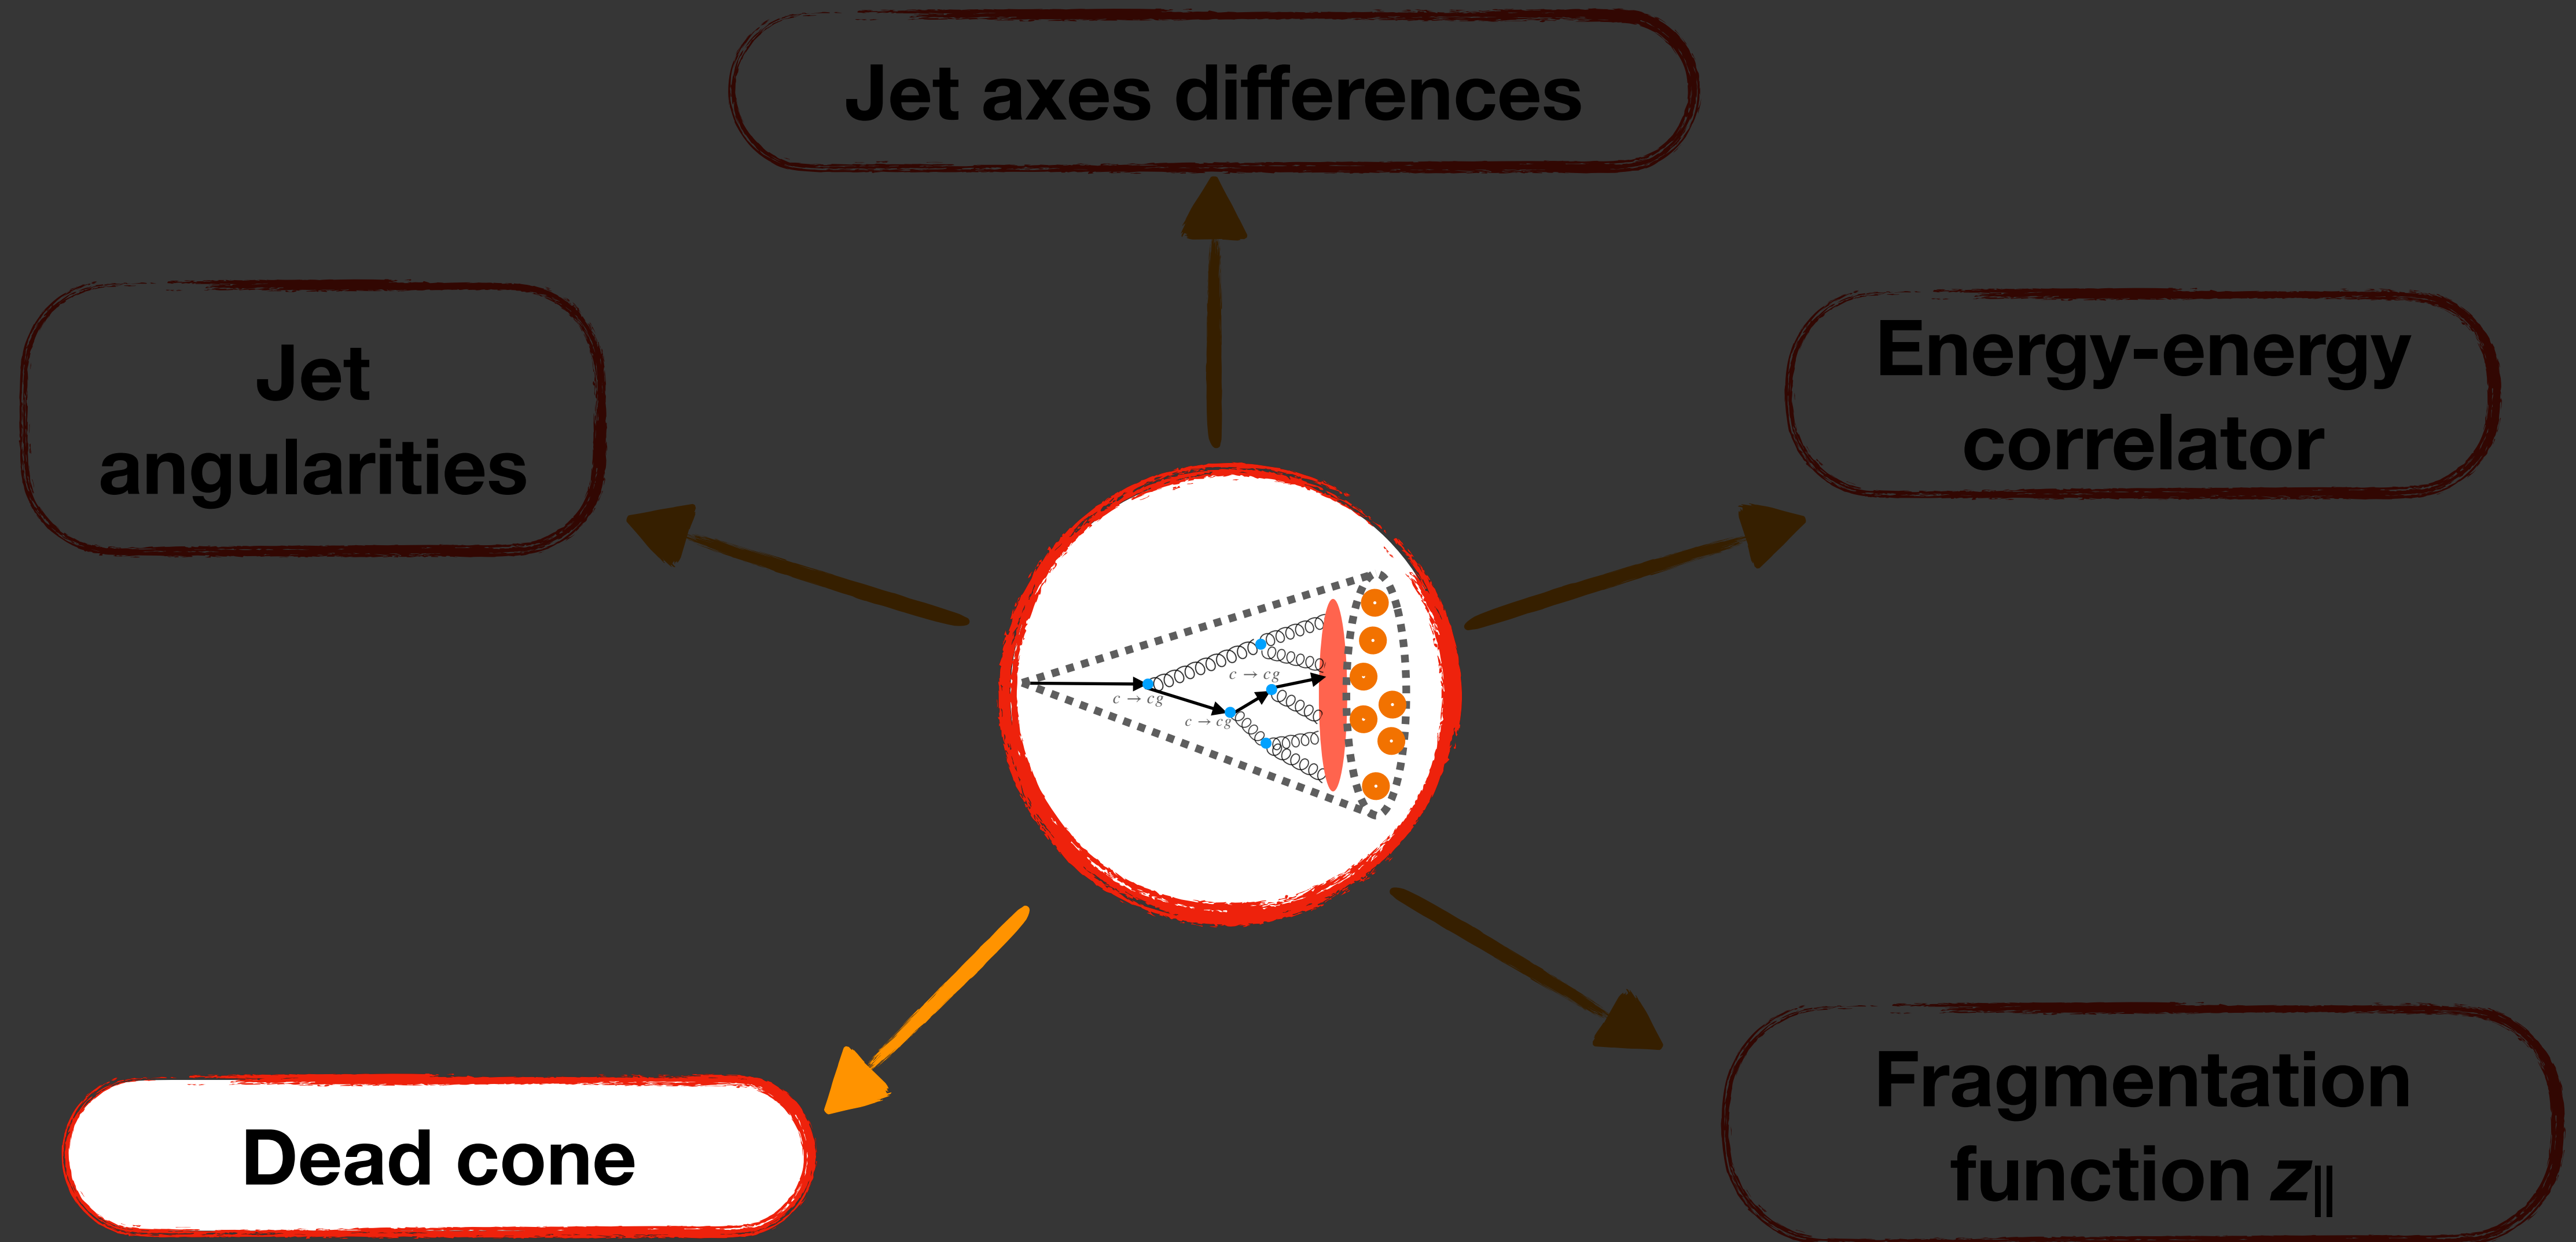 Jet axes differences
Jet
angularities
Energy-energy
correlator
c → cg
c → cg
c → cg
Dead cone
Fragmentation
function z||